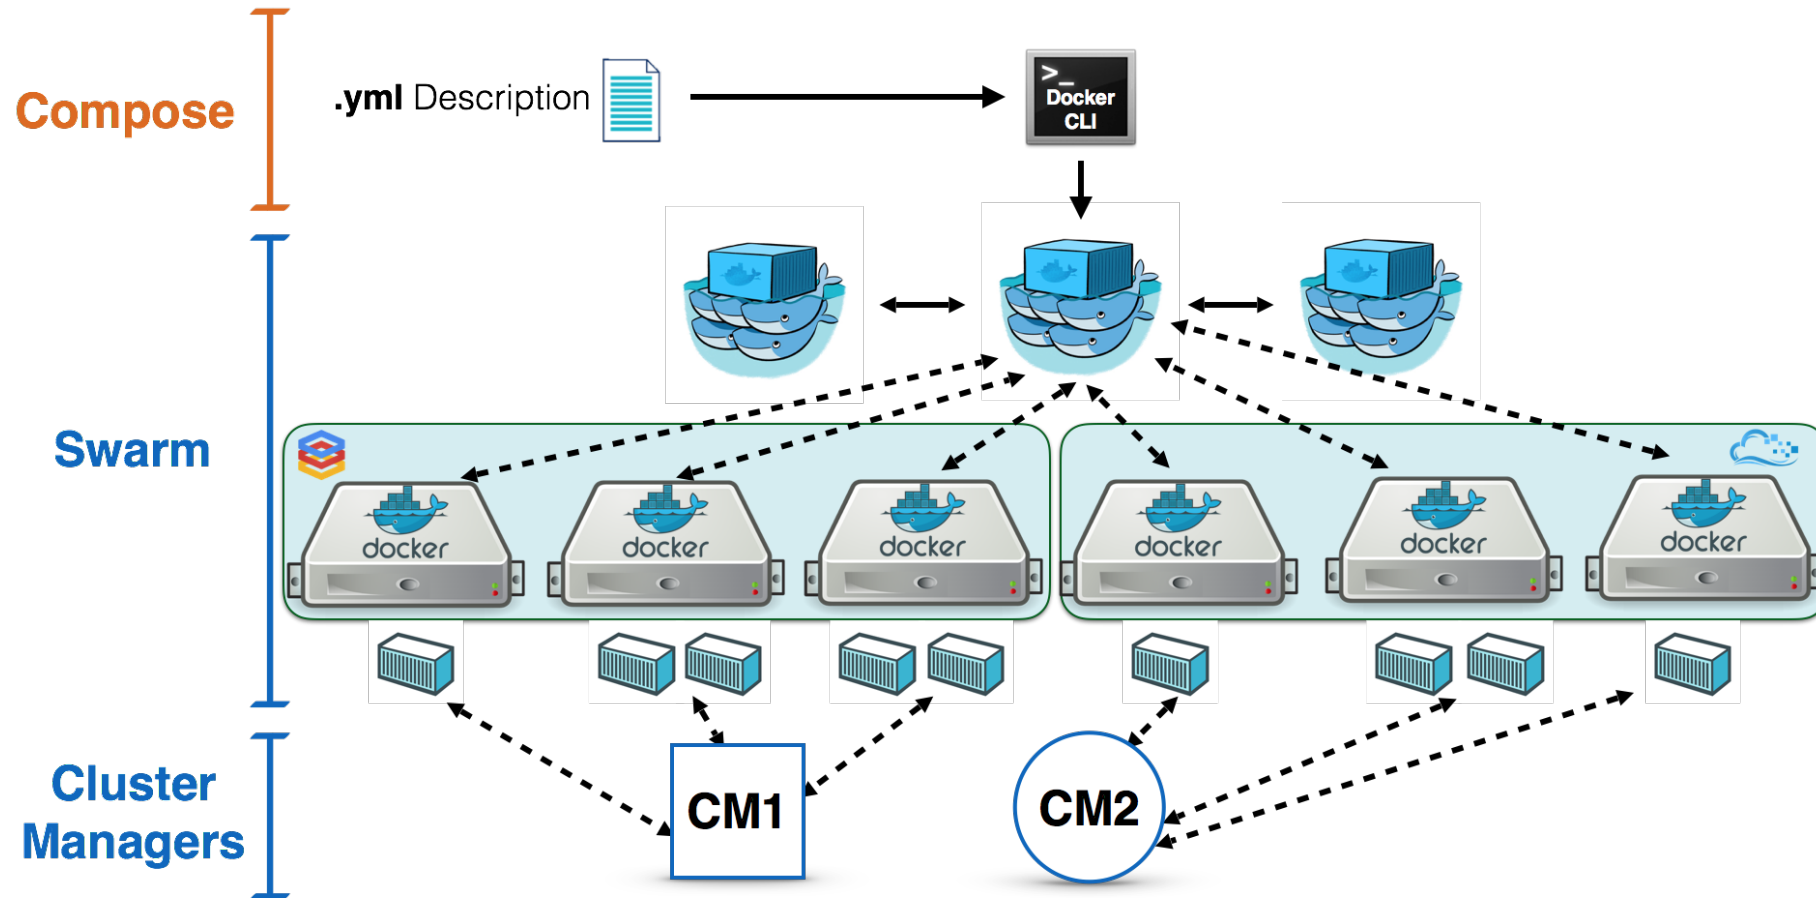 Compose
.yml Description
>_
Docker
CLI
Swarm
docker
docker
docker
docker
docker
docker
Cluster
Managers
CM1
CM2